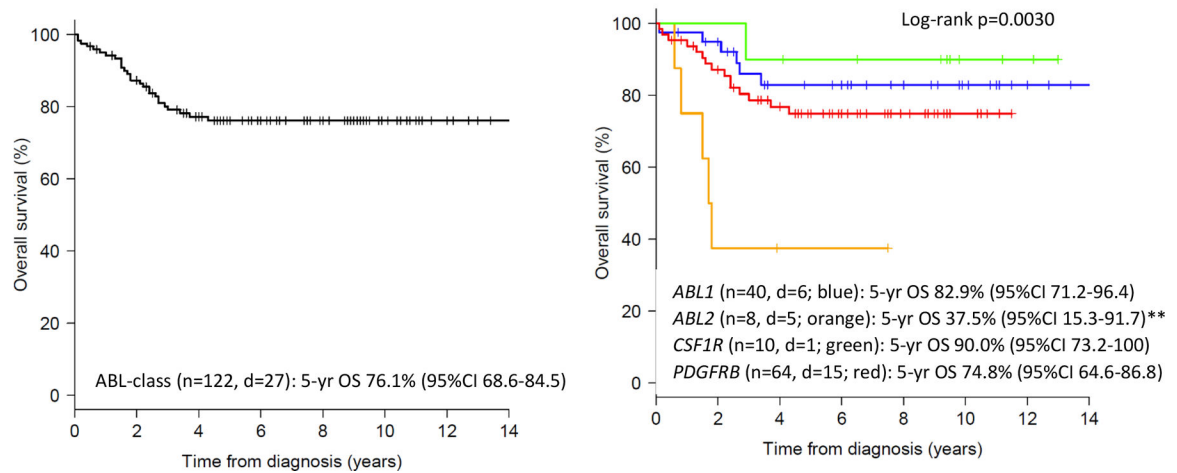 100
80
60
40
20
0
Overall survival (%)
0 2 4 6 8 10 12 14
Time from diagnosis (years)
ABL-class (n=122, d=27): 5-yr OS 76.1% (95%CI 68.6-84.5)
Log-rank p=0.0030
100
80
60
40
20
0
Overall survival (%)
ABL1 (n=40, d=6; blue): 5-yr OS 82.9% (95%CI 71.2-96.4)
ABL2 (n=8, d=5; orange): 5-yr OS 37.5% (95%CI 15.3-91.7)**
CSF1R (n=10, d=1; green): 5-yr OS 90.0% (95%CI 73.2-100)
PDGFRB (n=64, d=15; red): 5-yr OS 74.8% (95%CI 64.6-86.8)
0 2 4 6 8 10 12 14
Time from diagnosis (years)